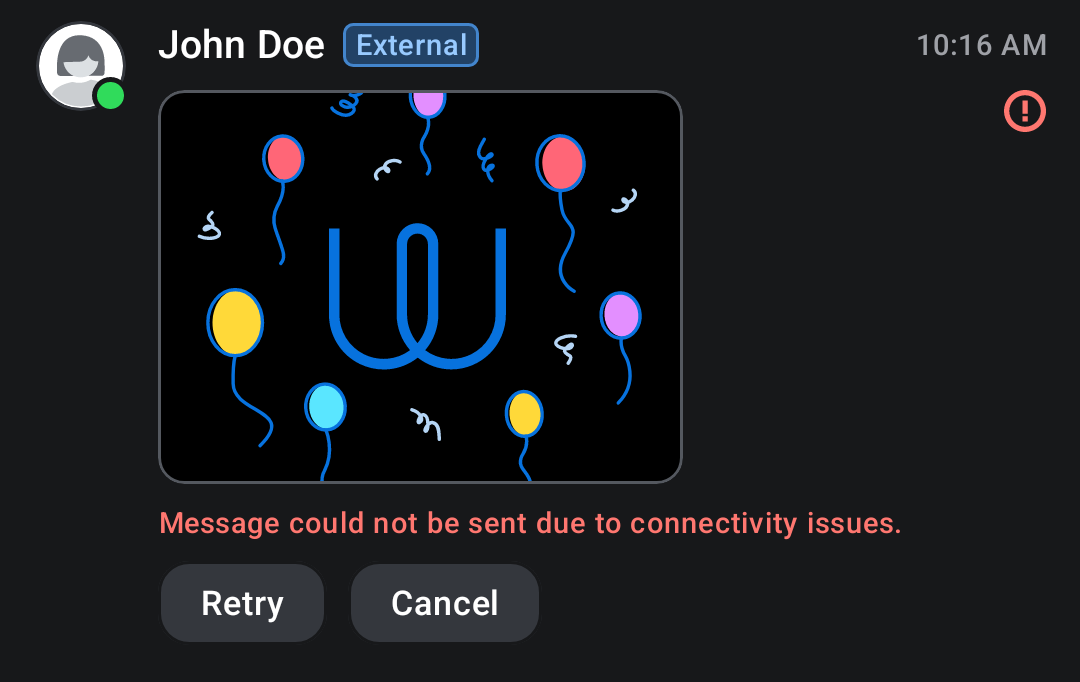 John Doe External 10:16 AM
Message could not be sent due to connectivity issues.
Retry Cancel